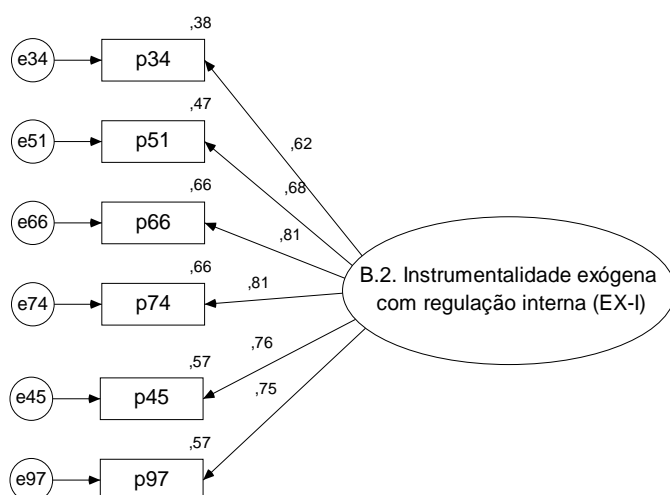 ,38
e34
p34
,47
e51
p51
,62
,66
,68
e66
p66
,81
B.2. Instrumentalidade exógena
com regulação interna (EX-I)
,66
e74
p74
,81
,57
,76
e45
p45
,75
,57
e97
p97